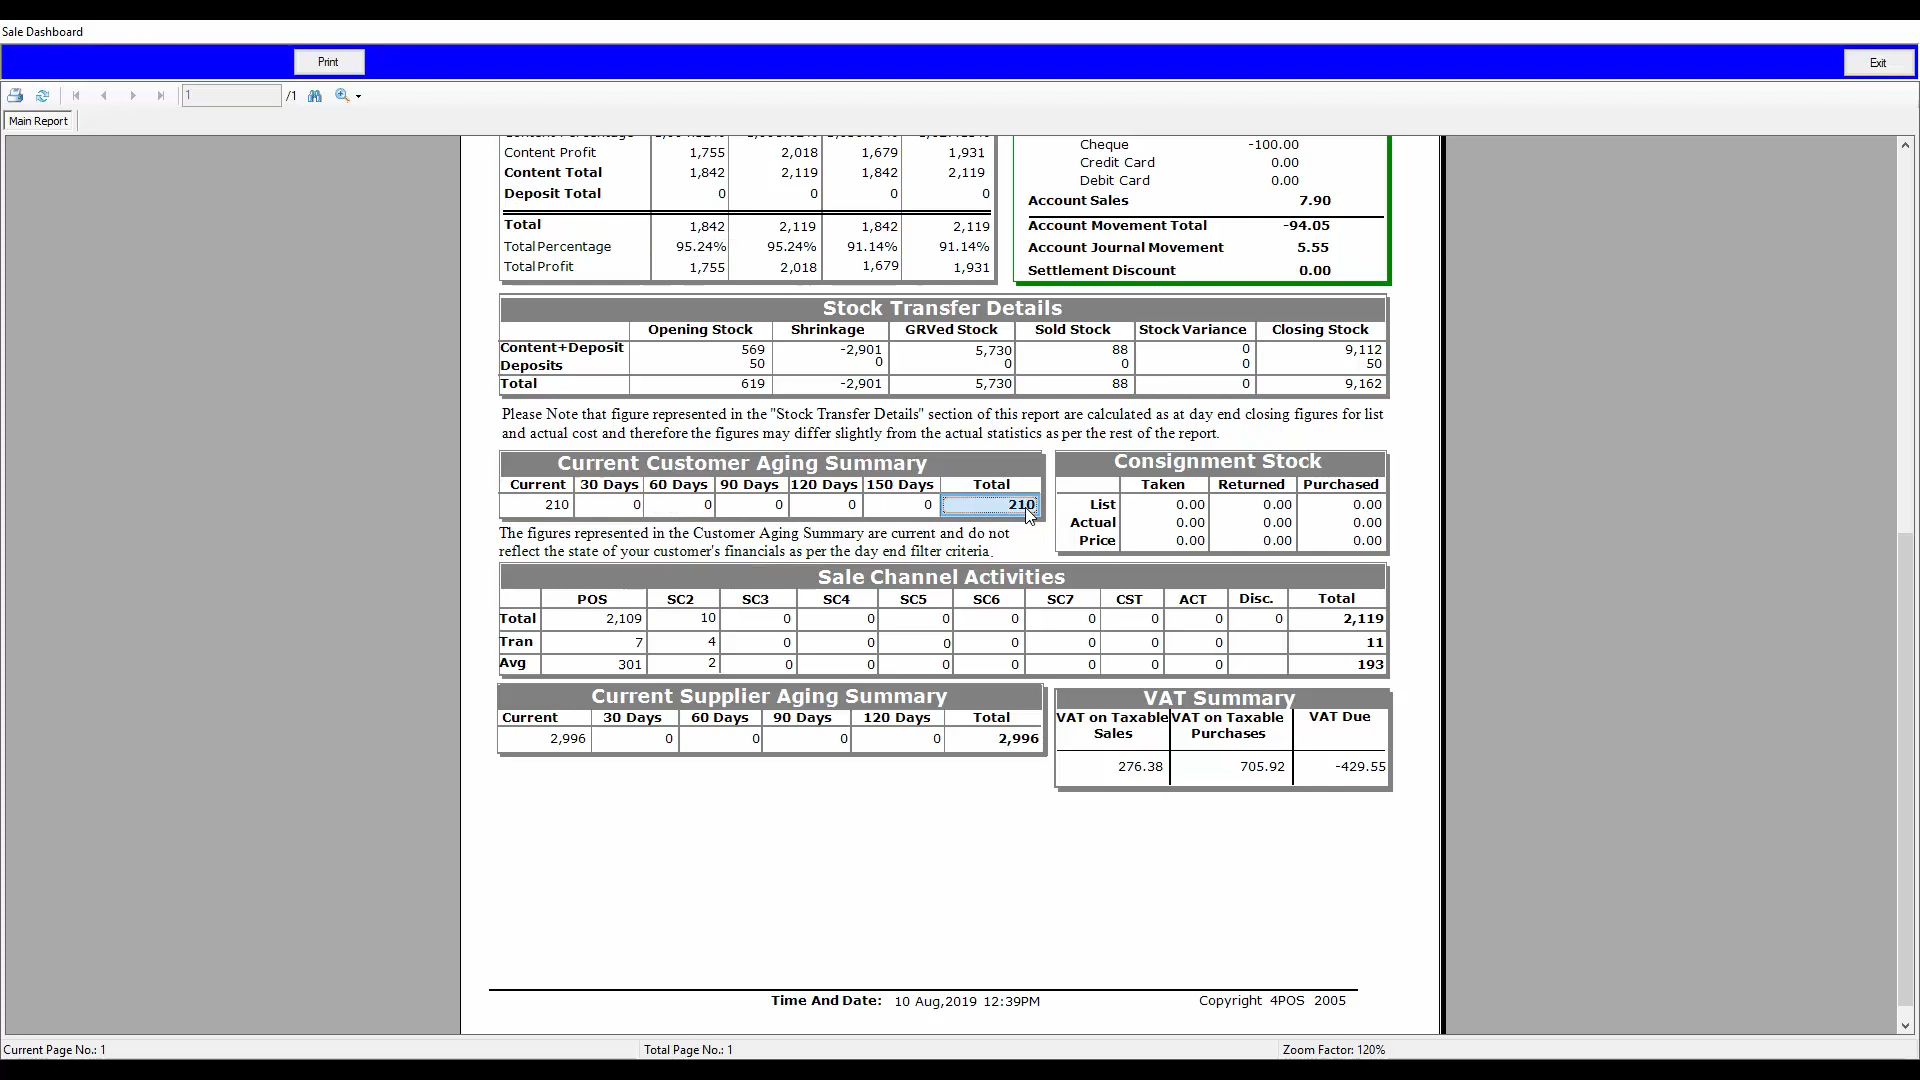 Sale Dashboard
Print
Exit
1
/1
Main Report
Content Profit 1,755 2,018 1,679 1,931
Content Total 1,842 2,119 1,842 2,119
Deposit Total 0 0 0 0
Total 1,842 2,119 1,842 2,119
Total Percentage 95.24% 95.24% 91.14% 91.14%
Total Profit 1,755 2,018 1,679 1,931
Cheque -100.00
Credit Card 0.00
Debit Card 0.00
Account Sales 7.90
Account Movement Total -94.05
Account Journal Movement 5.55
Settlement Discount 0.00
Stock Transfer Details
Opening Stock Shrinkage GRVed Stock Sold Stock Stock Variance Closing Stock
Content+Deposit 569 -2,901 5,730 88 0 9,112
Deposits 50 0 0 0 0 50
Total 619 -2,901 5,730 88 0 9,162
Please Note that figure represented in the "Stock Transfer Details" section of this report are calculated as at day end closing figures for list
and actual cost and therefore the figures may differ slightly from the actual statistics as per the rest of the report.
Current Customer Aging Summary
Current 30 Days 60 Days 90 Days 120 Days 150 Days Total
210 0 0 0 0 0 210
The figures represented in the Customer Aging Summary are current and do not
reflect the state of your customer's financials as per the day end filter criteria.
Consignment Stock
Taken Returned Purchased
List 0.00 0.00 0.00
Actual 0.00 0.00 0.00
Price 0.00 0.00 0.00
Sale Channel Activities
POS SC2 SC3 SC4 SC5 SC6 SC7 CST ACT Disc. Total
Total 2,109 10 0 0 0 0 0 0 0 0 2,119
Tran 7 4 0 0 0 0 0 0 0 11
Avg 301 2 0 0 0 0 0 0 0 193
Current Supplier Aging Summary
Current 30 Days 60 Days 90 Days 120 Days Total
2,996 0 0 0 0 2,996
VAT Summary
VAT on Taxable VAT on Taxable VAT Due
Sales Purchases
276.38 705.92 -429.55
Time And Date: 10 Aug,2019 12:39PM
Copyright 4POS 2005
Current Page No.: 1
Total Page No.: 1
Zoom Factor: 120%